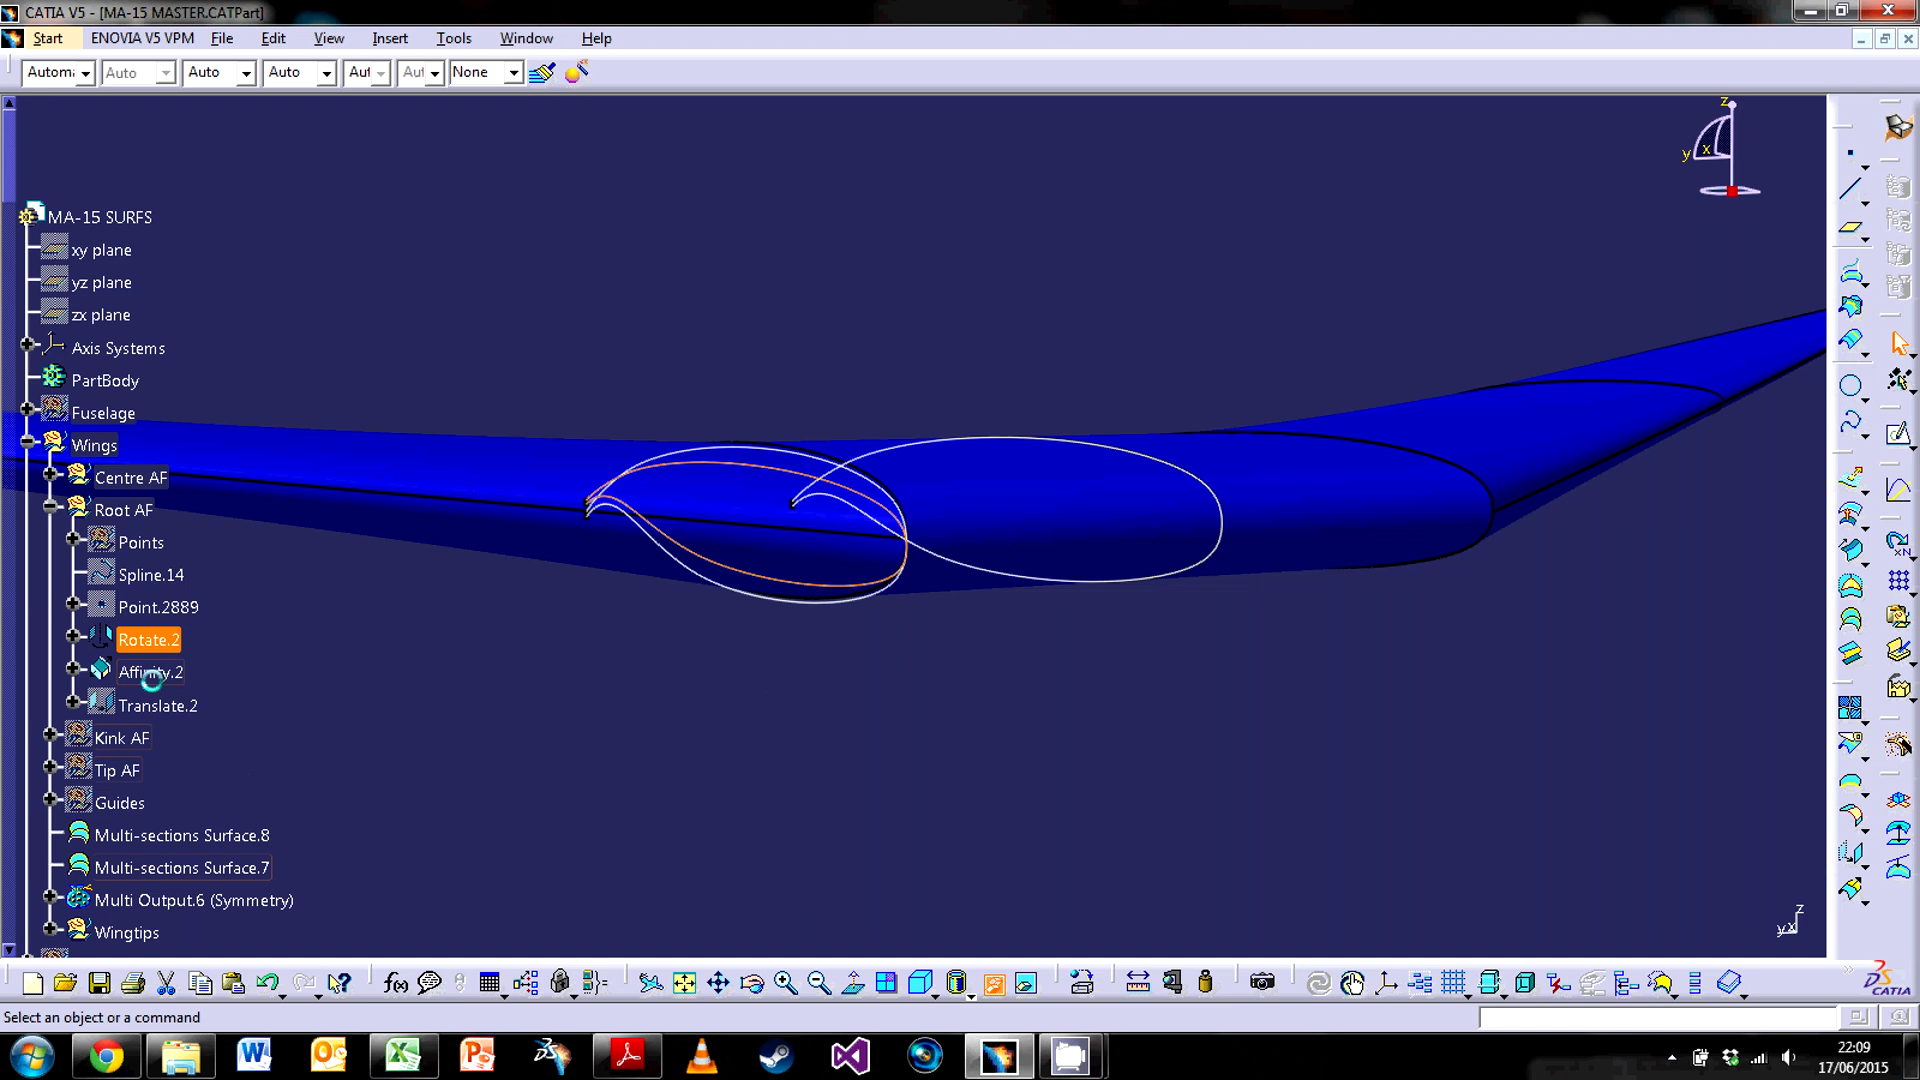 CATIA V5 - [MA-15 MASTER.CATPart]
Start ENOVIA V5 VPM File Edit View Insert Tools Window Help
Auto Auto Auto Aut Aut None
z
y x
MA-15 SURFS
xy plane
yz plane
zx plane
Axis Systems
PartBody
Fuselage
Wings
Centre AF
Root AF
Points
Spline.14
Point.2889
Rotate.2
Affinity.2
Translate.2
Kink AF
Tip AF
Guides
Multi-sections Surface.8
Multi-sections Surface.7
Multi Output.6 (Symmetry)
Wingtips
z
y x
f(x)
CATIA
Select an object or a command
22:09
17/06/2015